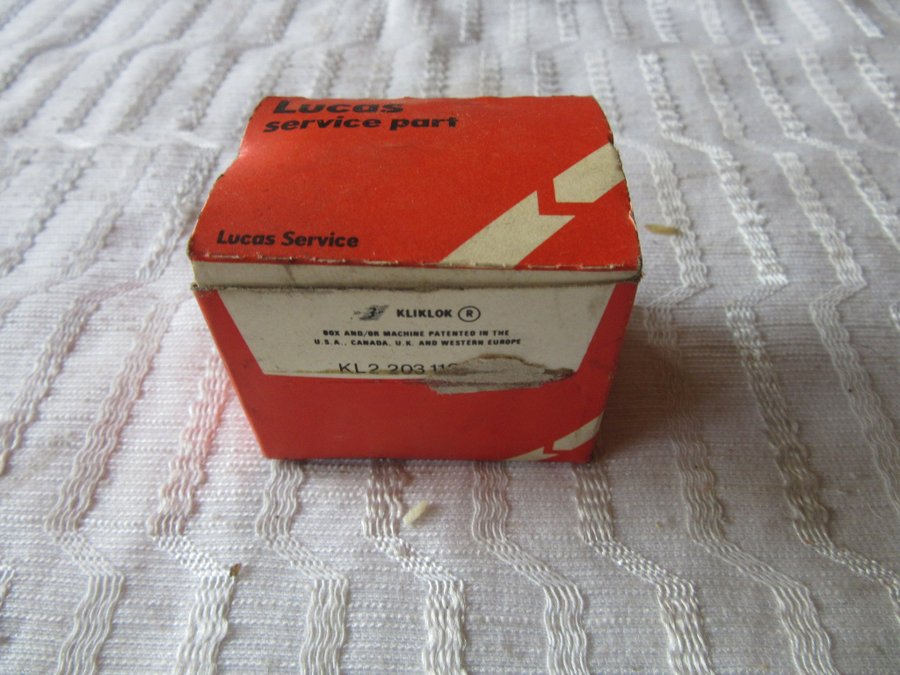 Lucas
service part
Lucas Service
KLIKLOK ®
BOX AND/OR MACHINE PATENTED IN THE
U.S.A., CANADA, U.K. AND WESTERN EUROPE
KL2 203